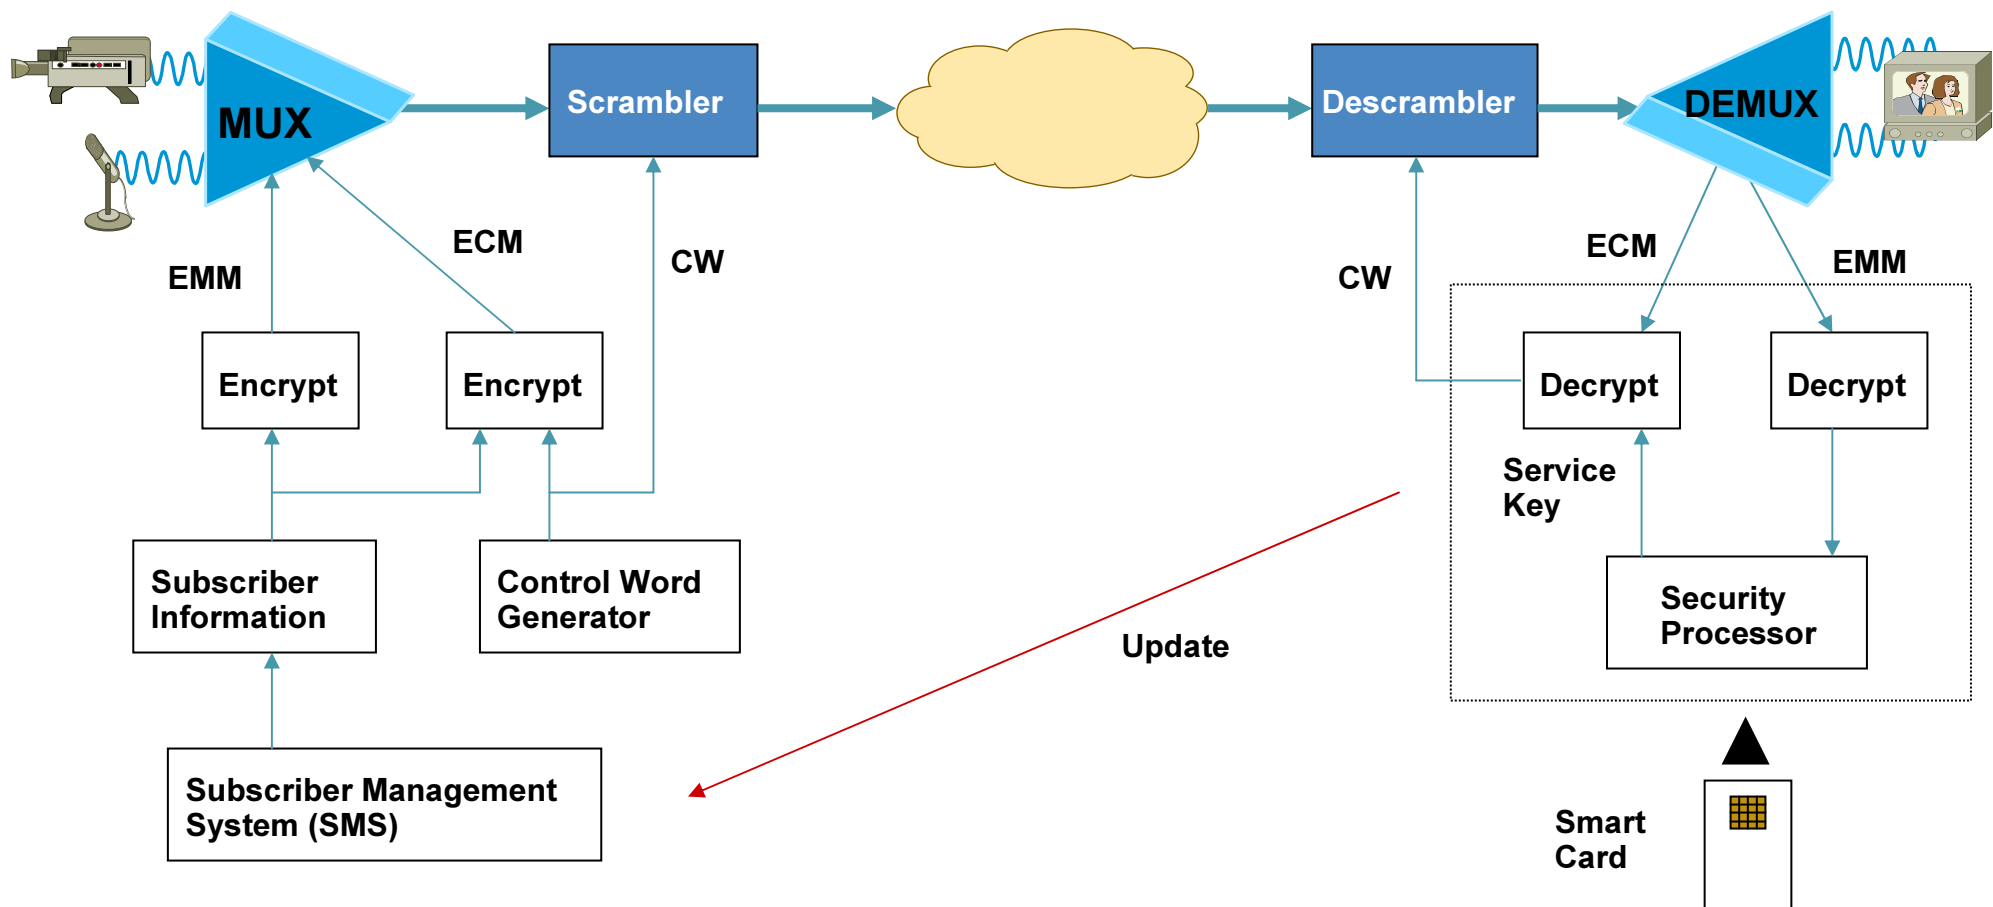 MUX
Scrambler
Descrambler
DEMUX
EMM
ECM
CW
CW
ECM
EMM
Encrypt
Encrypt
Decrypt
Decrypt
Service
Key
Subscriber
Information
Control Word
Generator
Security
Processor
Update
Subscriber Management
System (SMS)
Smart
Card